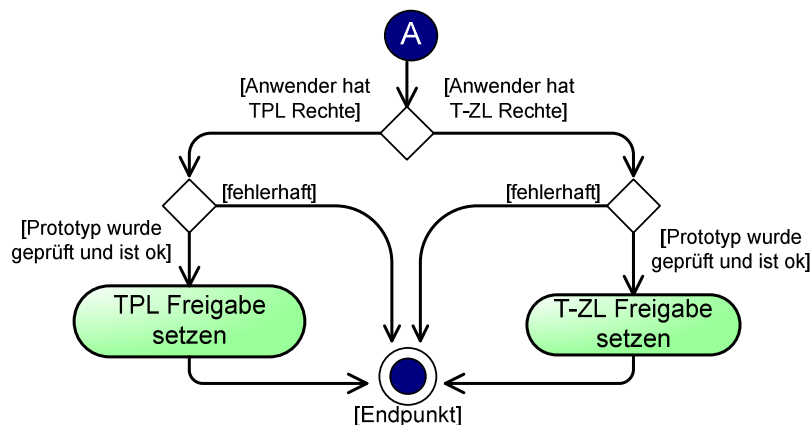 A
[Anwender hat
TPL Rechte]
[Anwender hat
T-ZL Rechte]
[fehlerhaft]
[fehlerhaft]
[Prototyp wurde
geprüft und ist ok]
[Prototyp wurde
geprüft und ist ok]
TPL Freigabe
setzen
T-ZL Freigabe
setzen
[Endpunkt]